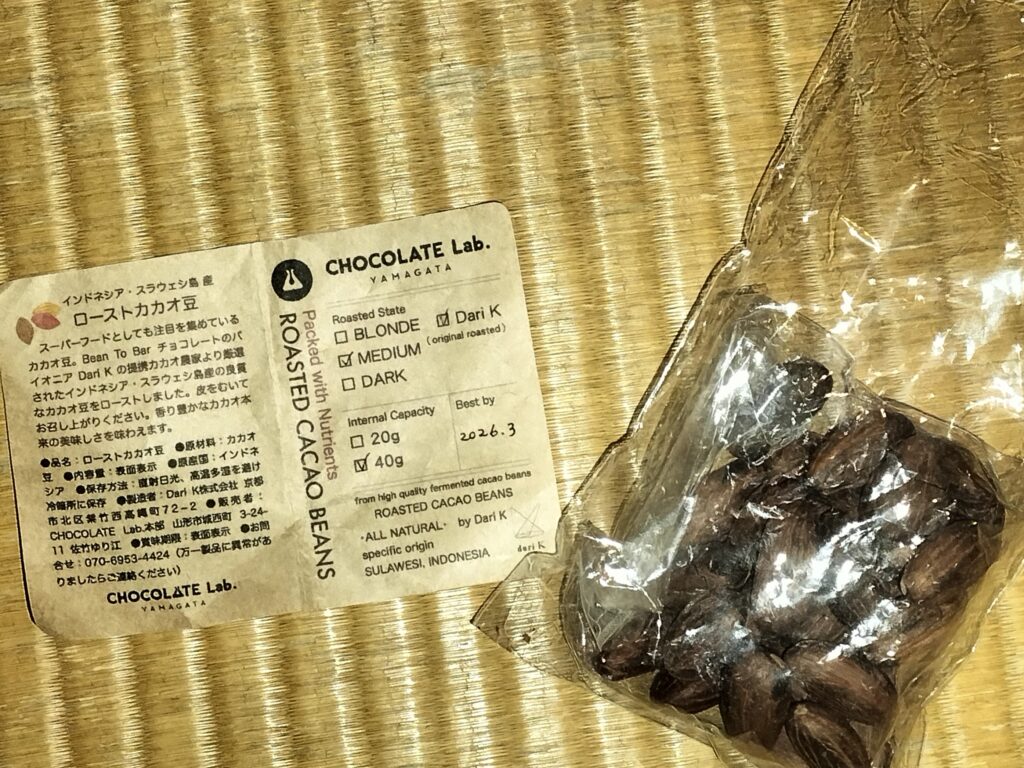 インドネシア・スラウェシ島 産
ローストカカオ豆
スーパーフードとしても注目を集めている
カカオ豆。Bean To Bar チョコレートのパ
イオニア Dari K の提携カカオ農家より厳選
されたインドネシア・スラウェシ島産の良質
なカカオ豆をローストしました。皮をむいて
お召し上がりください。香り豊かなカカオ本
来の美味しさを味わえます。
●品名：ローストカカオ豆 ●原材料：カカオ
豆 ●内容量：表面表示 ●原産国：インドネ
シア ●保存方法：直射日光、高温多湿を避け
冷暗所に保存 ●製造者：Dari K株式会社 京都
市北区紫竹西高縄町72－2 ●販売者：
CHOCOLATE Lab.本部 山形市城西町 3-24-
11 佐竹ゆり江 ●賞味期限：表面表示 ●お問
合せ：070-6953-4424（万一製品に異常があ
りましたらご連絡ください）
CHOCOLATE Lab.
YAMAGATA
Packed with Nutrients
ROASTED CACAO BEANS
CHOCOLATE Lab.
YAMAGATA
Roasted State
□ BLONDE ☑ Dari K
(original roasted)
☑ MEDIUM
□ DARK
Internal Capacity
□ 20g
☑ 40g
Best by
2026.3
from high quality fermented cacao beans
ROASTED CACAO BEANS
・ALL NATURAL・ by Dari K
specific origin
SULAWESI, INDONESIA
dari K